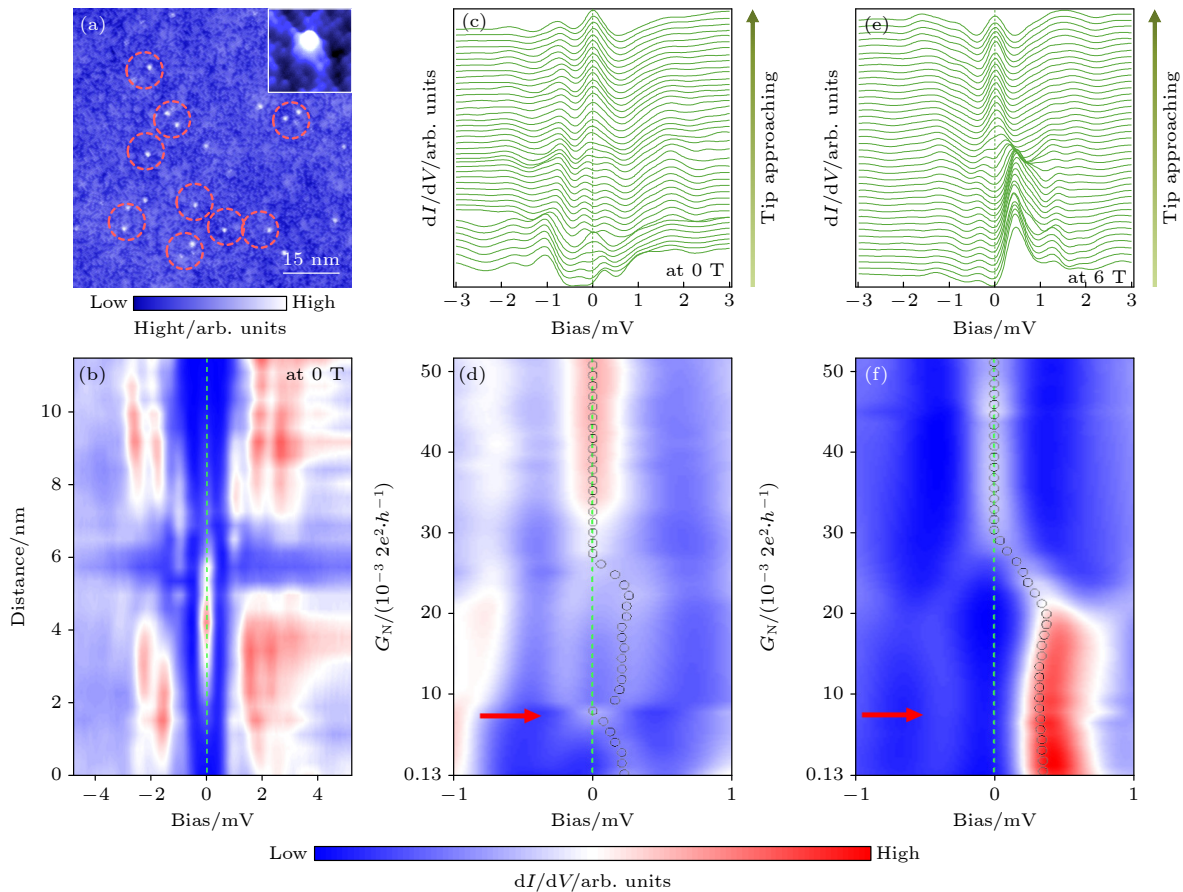 (a)
15 nm
Low High
Hight/arb. units
(c)
dI/dV/arb. units
at 0 T
−3 −2 −1 0 1 2 3
Bias/mV
Tip approaching
(e)
dI/dV/arb. units
at 6 T
−3 −2 −1 0 1 2 3
Bias/mV
Tip approaching
(b)
at 0 T
Distance/nm
10
8
6
4
2
0
−4 −2 0 2 4
Bias/mV
(d)
G_N/(10⁻³ 2e²·h⁻¹)
50
40
30
20
10
0.13
−1 0 1
Bias/mV
(f)
G_N/(10⁻³ 2e²·h⁻¹)
50
40
30
20
10
0.13
−1 0 1
Bias/mV
Low High
dI/dV/arb. units